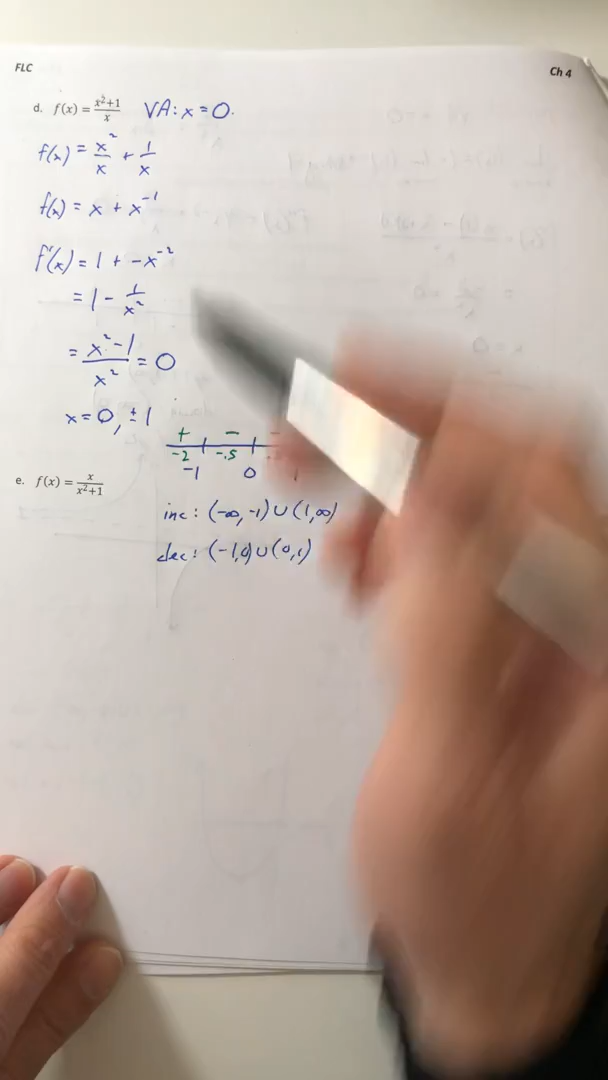 FLC Ch 4
d. f(x) = x²+1/x VA: x = 0.
f(x) = x²/x + 1/x
f(x) = x + x⁻¹
f'(x) = 1 + -x⁻²
= 1 - 1/x²
= x²-1/x² = 0
x = 0, ±1
+ - -
-2 -.5
-1 0 1
e. f(x) = x/x²+1
inc: (-∞, -1) ∪ (1, ∞)
dec: (-1,0) ∪ (0,1)